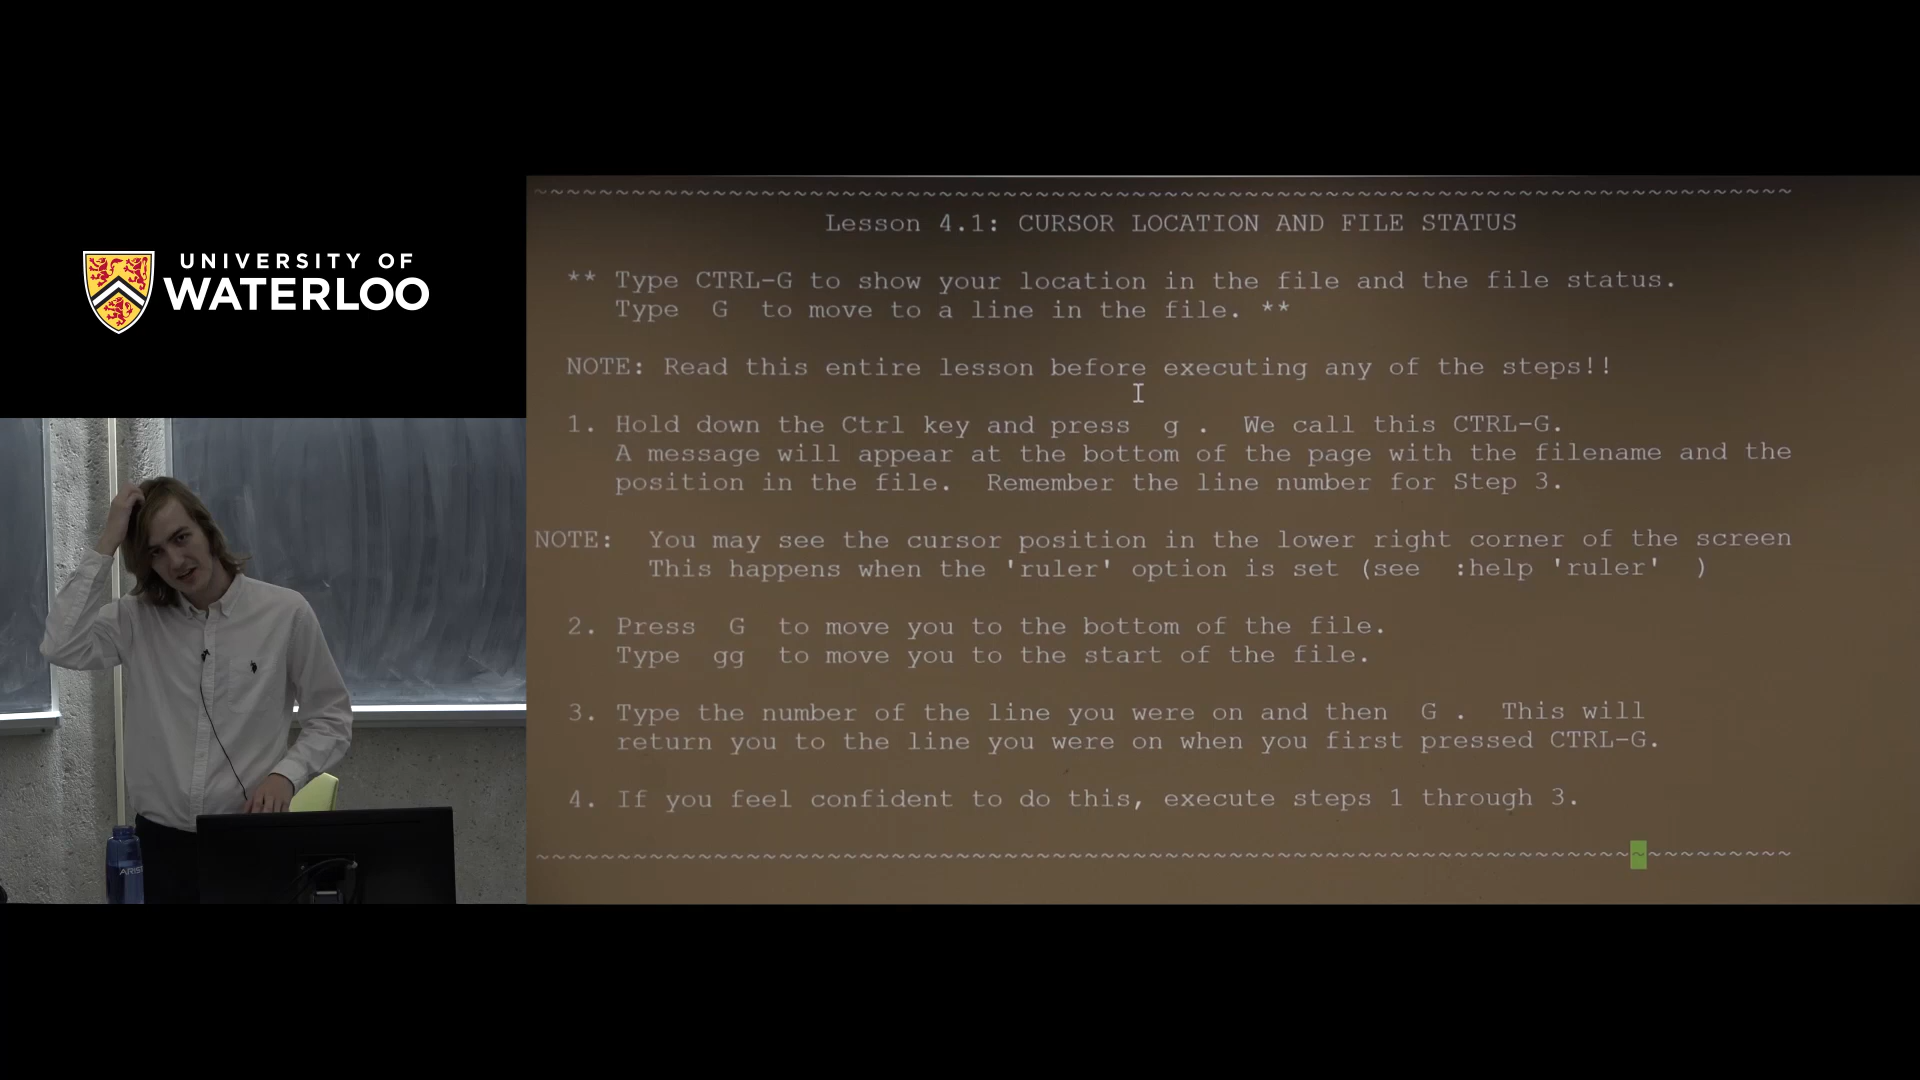 UNIVERSITY OF
WATERLOO
~~~~~~~~~~~~~~~~~~~~~~~~~~~~~~~~~~~~~~~~~~~~~~~~~~~~~~~~~~~~~~~~~~~~~~~~~~~~~~
Lesson 4.1: CURSOR LOCATION AND FILE STATUS
** Type CTRL-G to show your location in the file and the file status.
Type  G  to move to a line in the file. **
NOTE: Read this entire lesson before executing any of the steps!!
1. Hold down the Ctrl key and press  g .  We call this CTRL-G.
A message will appear at the bottom of the page with the filename and the
position in the file.  Remember the line number for Step 3.
NOTE:  You may see the cursor position in the lower right corner of the screen
This happens when the 'ruler' option is set (see  :help 'ruler'  )
2. Press  G  to move you to the bottom of the file.
Type  gg  to move you to the start of the file.
3. Type the number of the line you were on and then  G .  This will
return you to the line you were on when you first pressed CTRL-G.
4. If you feel confident to do this, execute steps 1 through 3.
~~~~~~~~~~~~~~~~~~~~~~~~~~~~~~~~~~~~~~~~~~~~~~~~~~~~~~~~~~~~~~~~~~~~~~~~~~~~~~